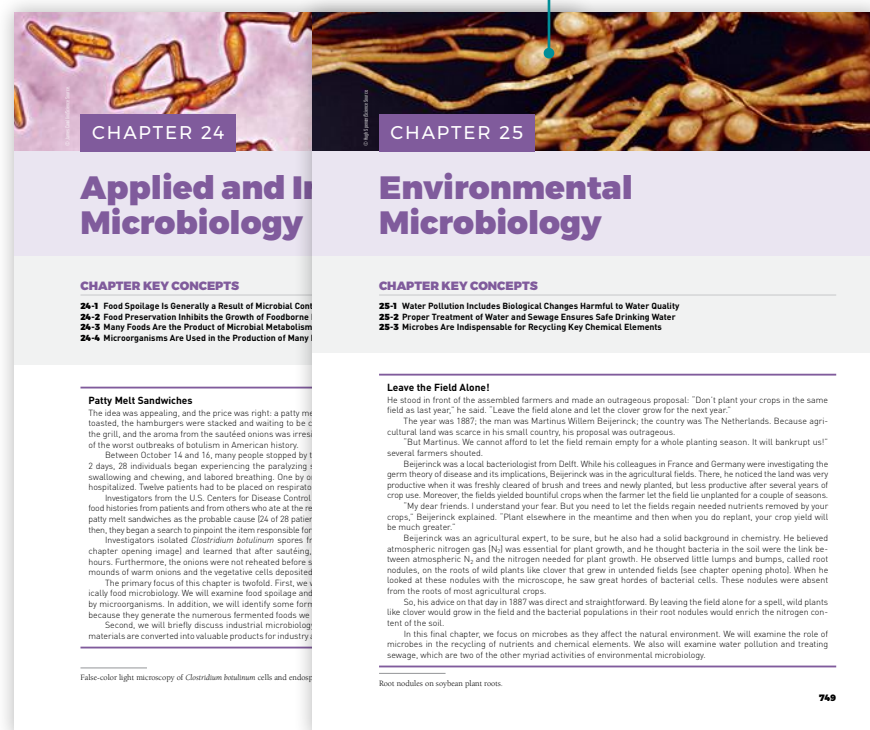 CHAPTER 24
Applied and In
Microbiology
CHAPTER KEY CONCEPTS
24-1 Food Spoilage Is Generally a Result of Microbial Cont
24-2 Food Preservation Inhibits the Growth of Foodborne
24-3 Many Foods Are the Product of Microbial Metabolism
24-4 Microorganisms Are Used in the Production of Many
Patty Melt Sandwiches
The idea was appealing, and the price was right: a patty me
toasted, the hamburgers were stacked and waiting to be c
the grill, and the aroma from the sautéed onions was irresi
of the worst outbreaks of botulism in American history.
Between October 14 and 16, many people stopped by t
2 days, 28 individuals began experiencing the paralyzing s
swallowing and chewing, and labored breathing. One by o
hospitalized. Twelve patients had to be placed on respirato
Investigators from the U.S. Centers for Disease Control
food histories from patients and from others who ate at the re
patty melt sandwiches as the probable cause (24 of 28 patien
then, they began a search to pinpoint the item responsible for
Investigators isolated Clostridium botulinum spores fr
chapter opening image) and learned that after sautéing,
hours. Furthermore, the onions were not reheated before s
mounds of warm onions and the vegetative cells deposited
The primary focus of this chapter is twofold. First, we w
ically food microbiology. We will examine food spoilage and
by microorganisms. In addition, we will identify some form
because they generate the numerous fermented foods we
Second, we will briefly discuss industrial microbiology
materials are converted into valuable products for industry a
False-color light microscopy of Clostridium botulinum cells and endosp
CHAPTER 25
Environmental
Microbiology
CHAPTER KEY CONCEPTS
25-1 Water Pollution Includes Biological Changes Harmful to Water Quality
25-2 Proper Treatment of Water and Sewage Ensures Safe Drinking Water
25-3 Microbes Are Indispensable for Recycling Key Chemical Elements
Leave the Field Alone!
He stood in front of the assembled farmers and made an outrageous proposal: "Don't plant your crops in the same
field as last year," he said. "Leave the field alone and let the clover grow for the next year."
The year was 1887; the man was Martinus Willem Beijerinck; the country was The Netherlands. Because agri-
cultural land was scarce in his small country, his proposal was outrageous.
"But Martinus. We cannot afford to let the field remain empty for a whole planting season. It will bankrupt us!"
several farmers shouted.
Beijerinck was a local bacteriologist from Delft. While his colleagues in France and Germany were investigating the
germ theory of disease and its implications, Beijerinck was in the agricultural fields. There, he noticed the land was very
productive when it was freshly cleared of brush and trees and newly planted, but less productive after several years of
crop use. Moreover, the fields yielded bountiful crops when the farmer let the field lie unplanted for a couple of seasons.
"My dear friends. I understand your fear. But you need to let the fields regain needed nutrients removed by your
crops," Beijerinck explained. "Plant elsewhere in the meantime and then when you do replant, your crop yield will
be much greater."
Beijerinck was an agricultural expert, to be sure, but he also had a solid background in chemistry. He believed
atmospheric nitrogen gas (N₂) was essential for plant growth, and he thought bacteria in the soil were the link be-
tween atmospheric N₂ and the nitrogen needed for plant growth. He observed little lumps and bumps, called root
nodules, on the roots of wild plants like clover that grew in untended fields (see chapter opening photo). When he
looked at these nodules with the microscope, he saw great hordes of bacterial cells. These nodules were absent
from the roots of most agricultural crops.
So, his advice on that day in 1887 was direct and straightforward. By leaving the field alone for a spell, wild plants
like clover would grow in the field and the bacterial populations in their root nodules would enrich the nitrogen con-
tent of the soil.
In this final chapter, we focus on microbes as they affect the natural environment. We will examine the role of
microbes in the recycling of nutrients and chemical elements. We also will examine water pollution and treating
sewage, which are two of the other myriad activities of environmental microbiology.
Root nodules on soybean plant roots.
749